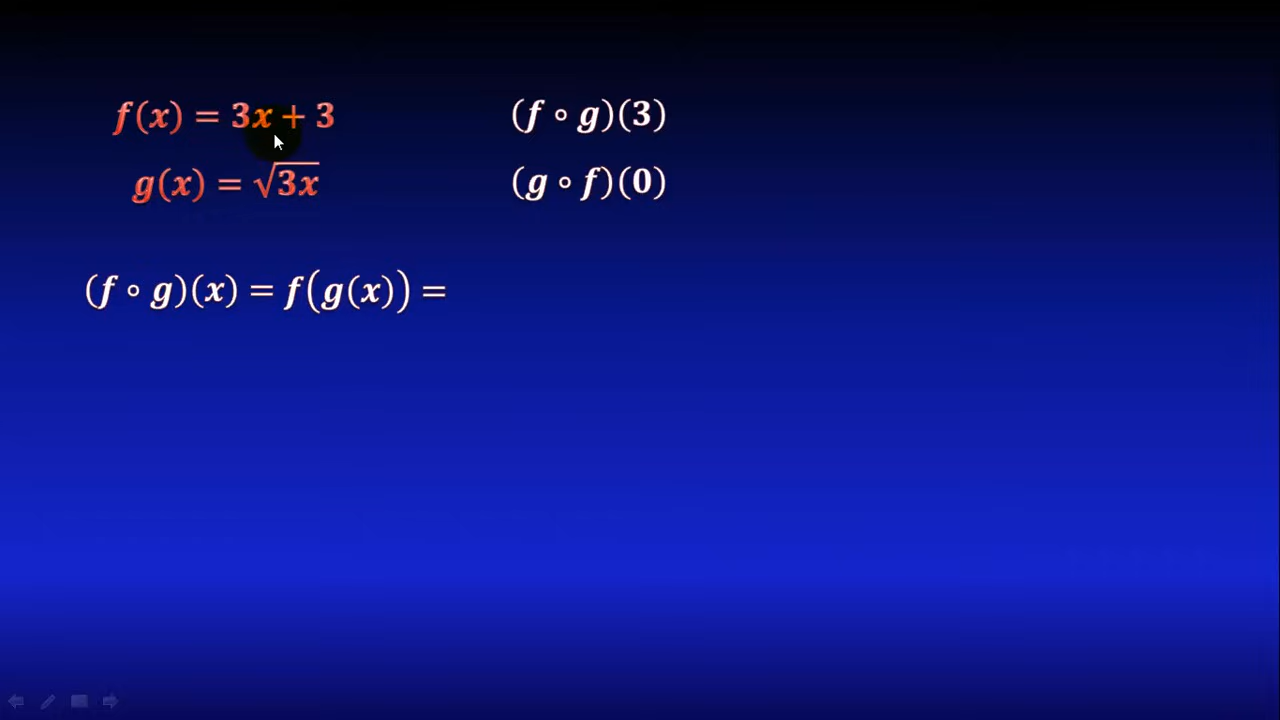 f(x) = 3x + 3
(f ∘ g)(3)
g(x) = √3x
(g ∘ f)(0)
(f ∘ g)(x) = f(g(x)) =